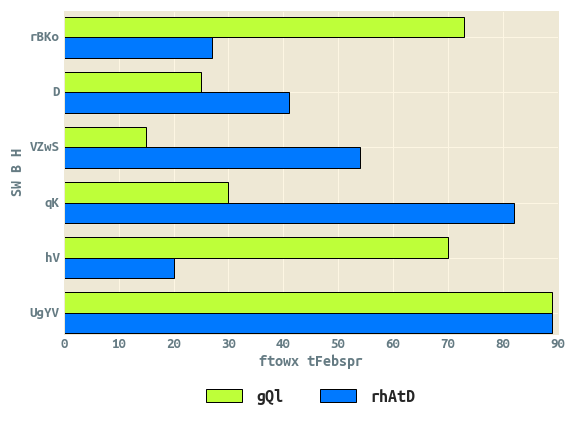 rBKo
D
VZwS
qK
hV
UgYV
SW B H
0 10 20 30 40 50 60 70 80 90
ftowx tFebspr
gQl rhAtD